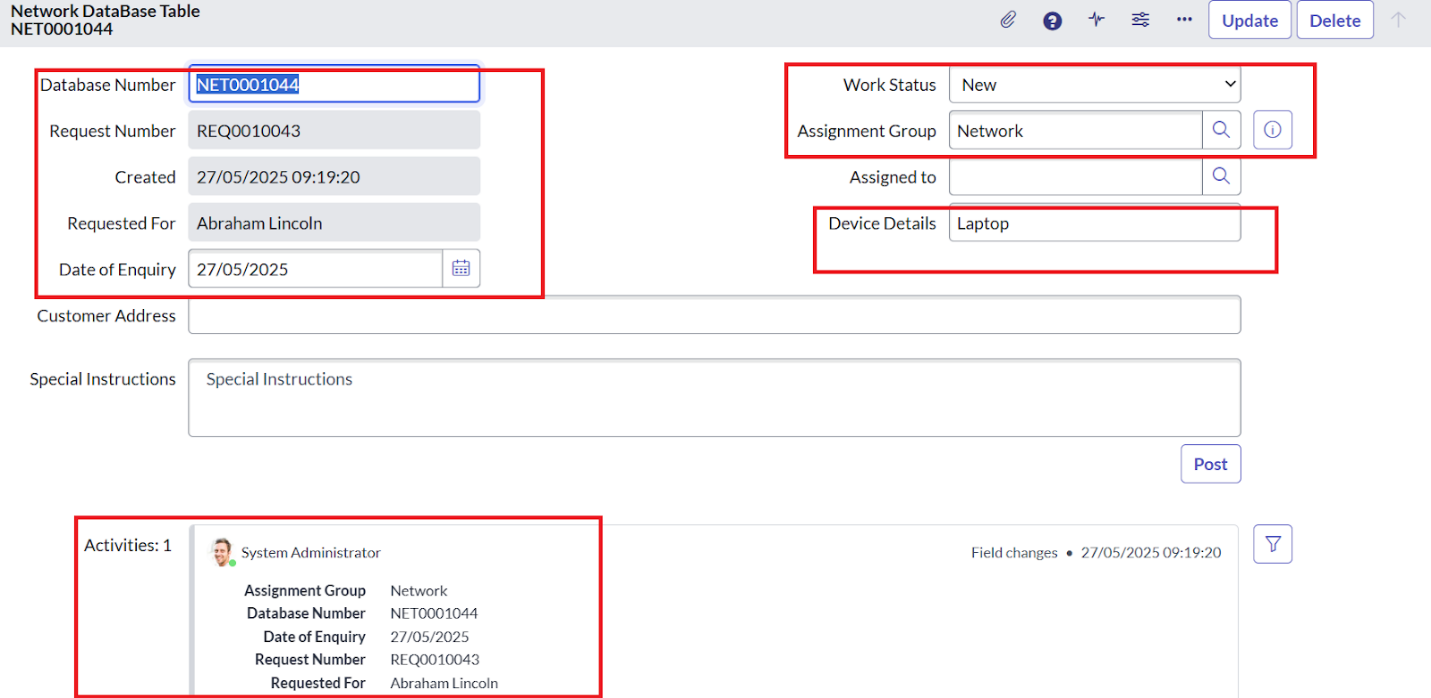 Network DataBase Table
NET0001044
Update
Delete
Database Number NET0001044
Work Status New
Request Number REQ0010043
Assignment Group Network
Created 27/05/2025 09:19:20
Assigned to
Requested For Abraham Lincoln
Device Details Laptop
Date of Enquiry 27/05/2025
Customer Address
Special Instructions Special Instructions
Post
Activities: 1
System Administrator
Field changes • 27/05/2025 09:19:20
Assignment Group Network
Database Number NET0001044
Date of Enquiry 27/05/2025
Request Number REQ0010043
Requested For Abraham Lincoln